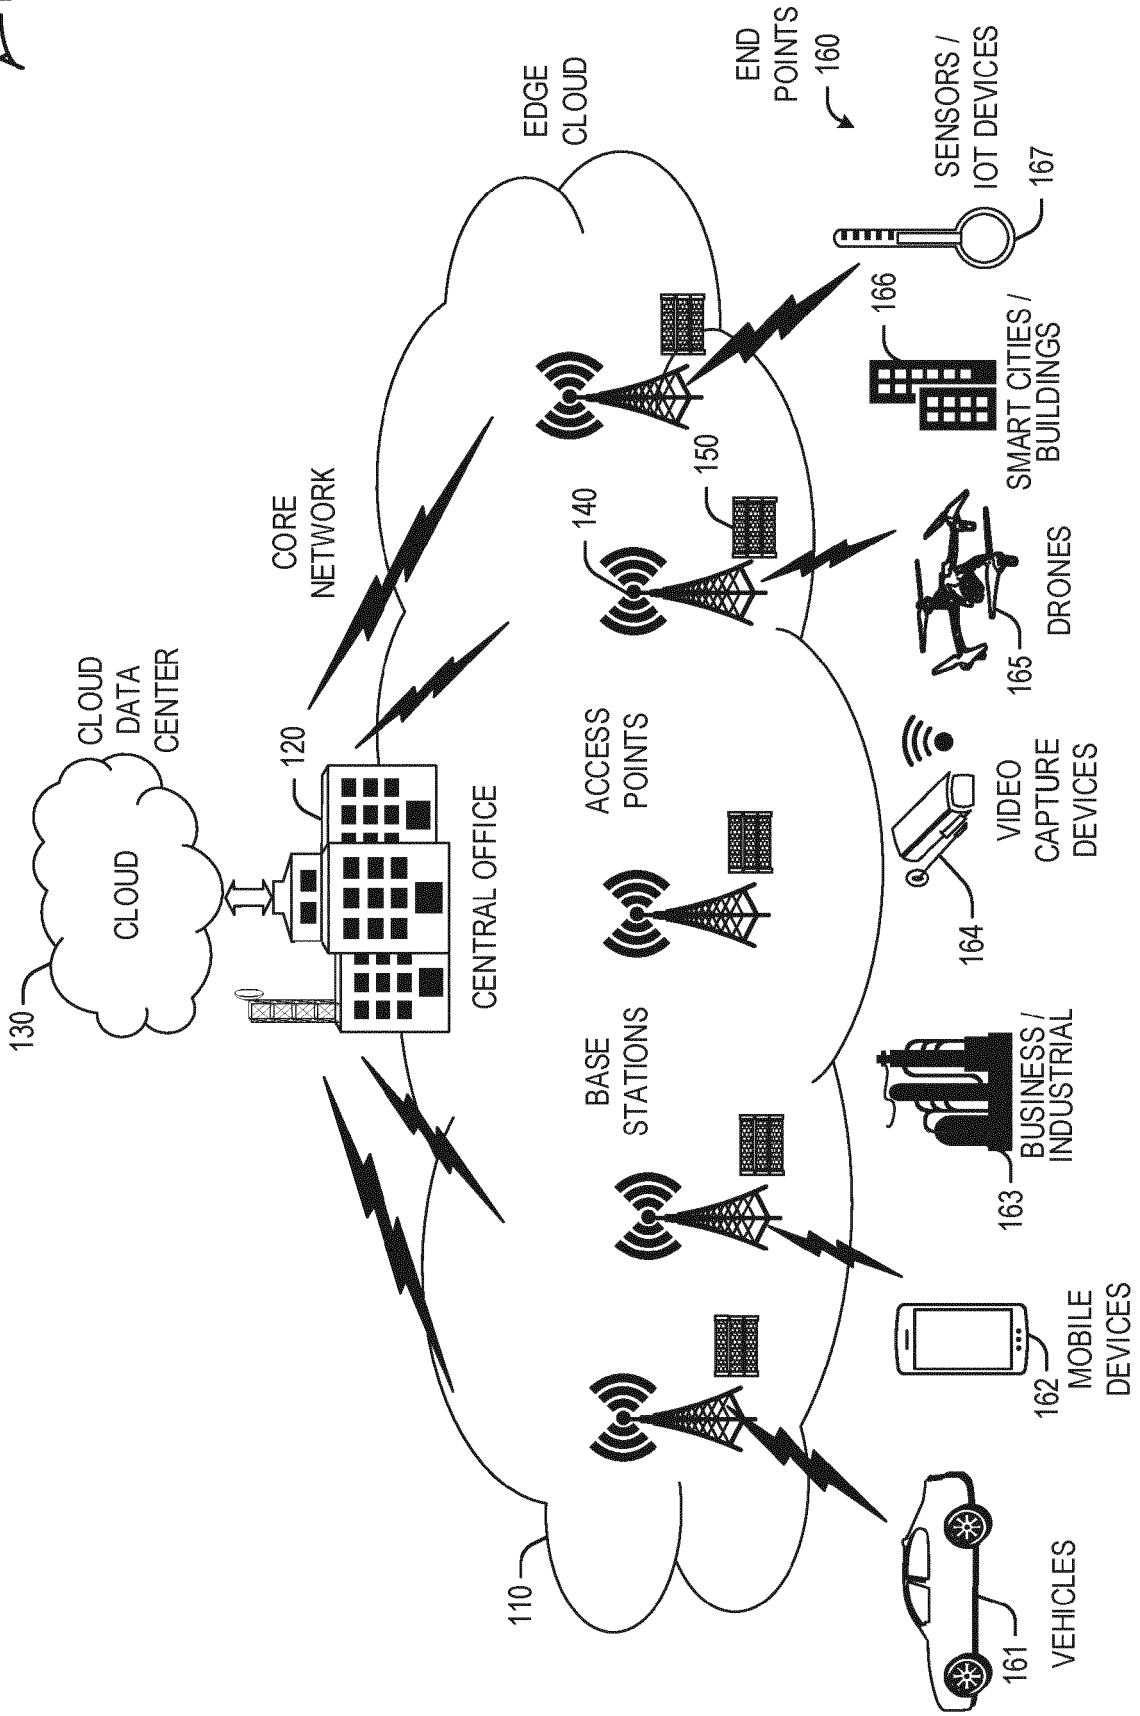 130
CLOUD
CLOUD
DATA
CENTER
120
CENTRAL OFFICE
CORE
NETWORK
EDGE
CLOUD
110
BASE
STATIONS
ACCESS
POINTS
140
150
END
POINTS
160
161
VEHICLES
162
MOBILE
DEVICES
163
BUSINESS /
INDUSTRIAL
164
VIDEO
CAPTURE
DEVICES
165
DRONES
166
SMART CITIES /
BUILDINGS
SENSORS /
IOT DEVICES
167